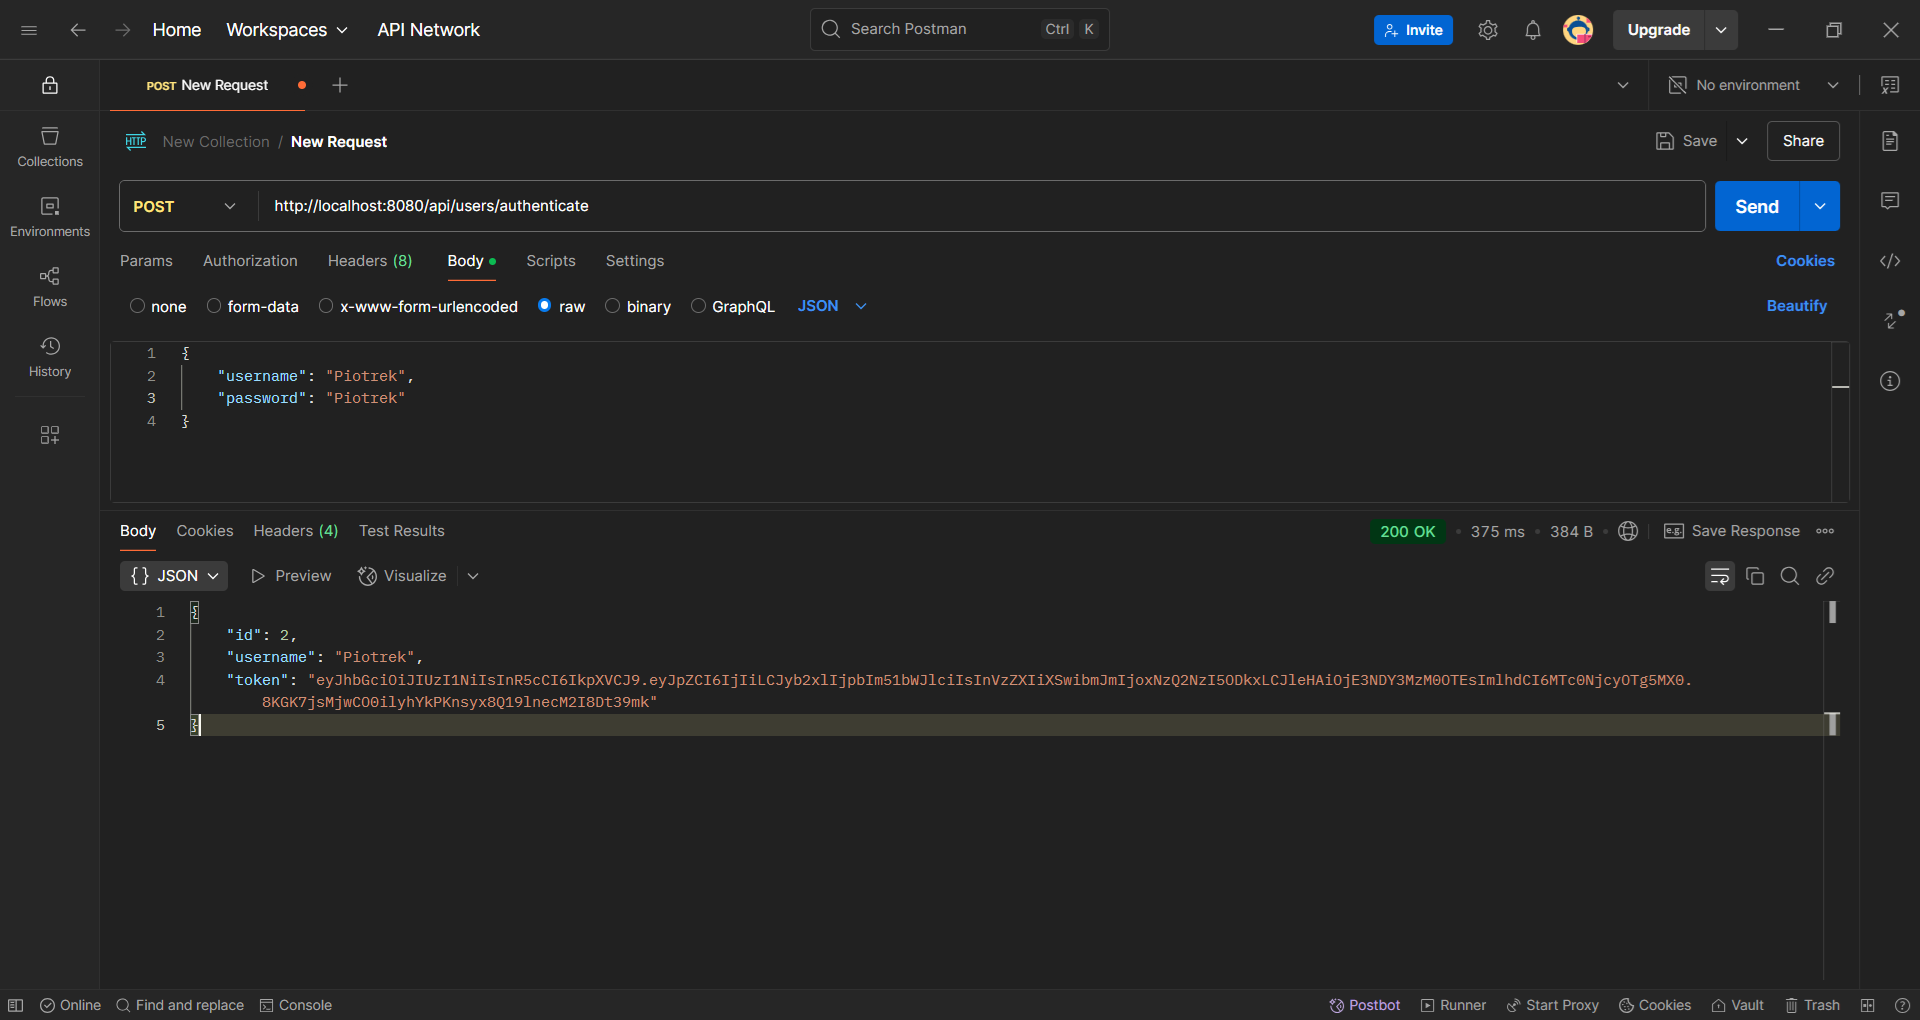 Home Workspaces API Network Search Postman Ctrl K Invite Upgrade
POST New Request No environment
HTTP New Collection / New Request Save Share
Collections
Environments
Flows
History
POST http://localhost:8080/api/users/authenticate Send
Params Authorization Headers (8) Body Scripts Settings Cookies
none form-data x-www-form-urlencoded raw binary GraphQL JSON Beautify
1 {
2 "username": "Piotrek",
3 "password": "Piotrek"
4 }
Body Cookies Headers (4) Test Results 200 OK • 375 ms • 384 B • e.g. Save Response
{} JSON Preview Visualize
1 {
2 "id": 2,
3 "username": "Piotrek",
4 "token": "eyJhbGciOiJIUzI1NiIsInR5cCI6IkpXVCJ9.eyJpZCI6IjIiLCJyb2xlIjpbIm51bWJlciIsInVzZXIiXSwibmJmIjoxNzQ2NzI5ODkxLCJleHAiOjE3NDY3MzM0OTEsImlhdCI6MTc0NjcyOTg5MX0.
8KGK7jsMjwCO0ilyhYkPKnsyx8Q19lnecM2I8Dt39mk"
5 }
Online Find and replace Console Postbot Runner Start Proxy Cookies Vault Trash